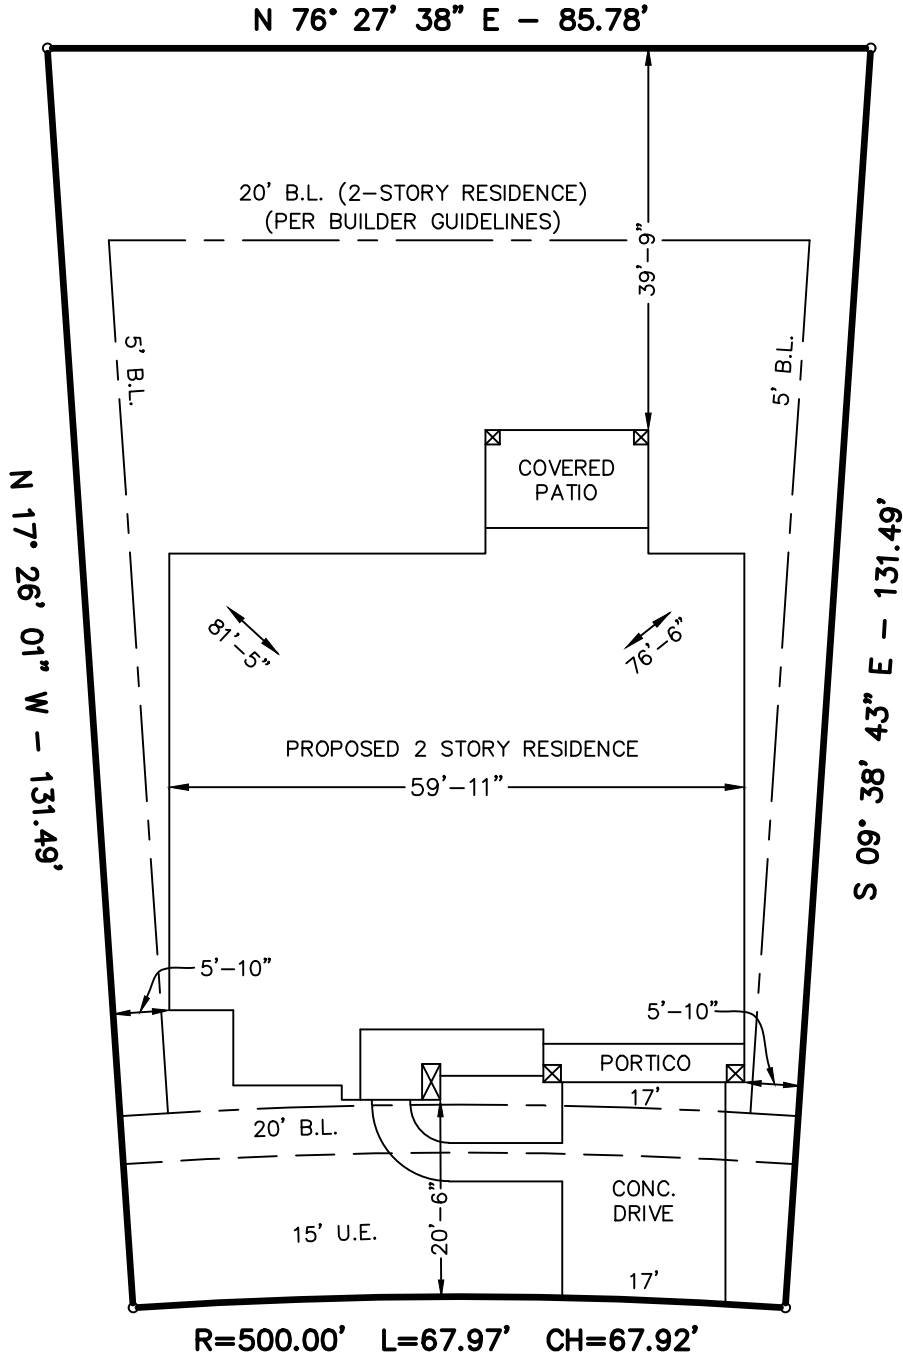 N 76° 27' 38" E – 85.78'
20' B.L. (2–STORY RESIDENCE)
(PER BUILDER GUIDELINES)
39'–9"
5' B.L.
5' B.L.
COVERED
PATIO
N 17° 26' 01" W – 131.49'
S 09° 38' 43" E – 131.49'
81'–5"
76'–6"
PROPOSED 2 STORY RESIDENCE
59'–11"
5'–10"
5'–10"
PORTICO
17'
20' B.L.
CONC.
DRIVE
20'–6"
15' U.E.
17'
R=500.00' L=67.97' CH=67.92'